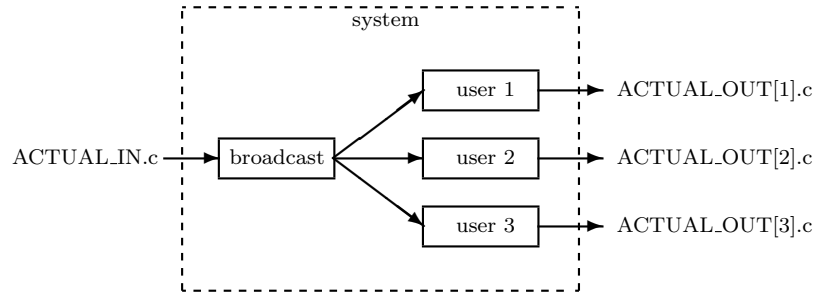 system
user 1
ACTUAL_OUT[1].c
ACTUAL_IN.c
broadcast
user 2
ACTUAL_OUT[2].c
user 3
ACTUAL_OUT[3].c